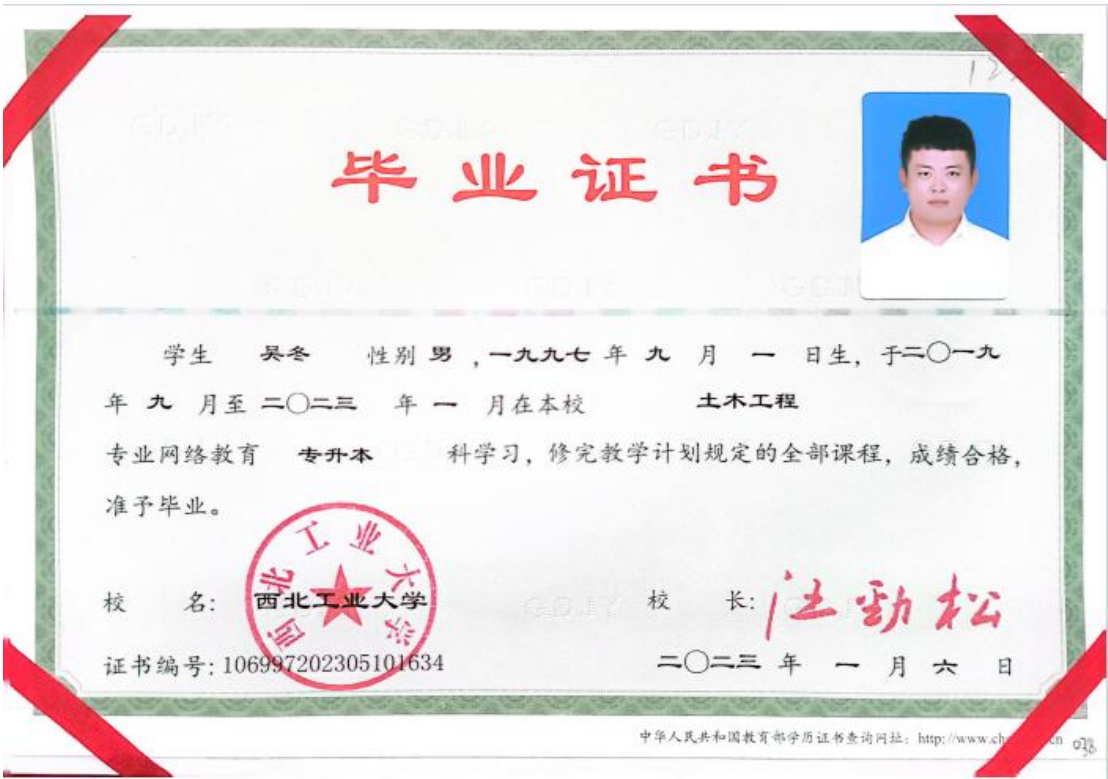 毕业证书
学生 吴冬 性别 男 ,一九九七 年 九 月 一 日生，于二〇一九
年 九 月至 二〇二三 年 一 月在本校 土木工程
专业网络教育 专升本 科学习，修完教学计划规定的全部课程，成绩合格，
准予毕业。
西北工业大学
校 名: 西北工业大学 校 长: 汪劲松
证书编号: 106997202305101634 二〇二三 年 一 月 六 日
中华人民共和国教育部学历证书查询网址: http://www.ch
cn
038